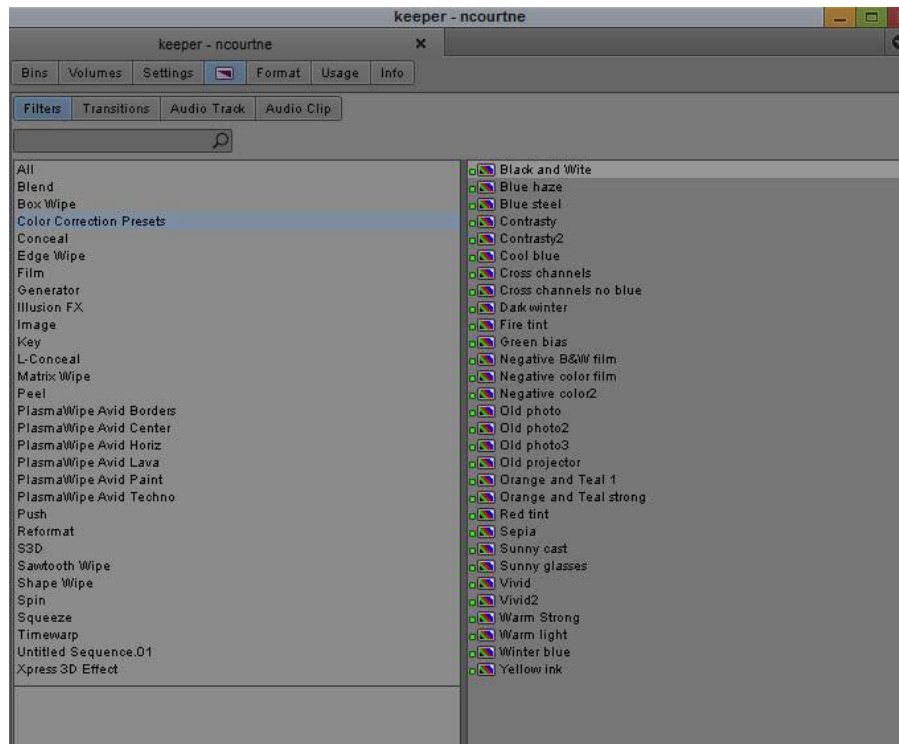 keeper - ncourtne
keeper - ncourtne
Bins Volumes Settings Format Usage Info
Filters Transitions Audio Track Audio Clip
All
Blend
Box Wipe
Color Correction Presets
Conceal
Edge Wipe
Film
Generator
Illusion FX
Image
Key
L-Conceal
Matrix Wipe
Peel
PlasmaWipe Avid Borders
PlasmaWipe Avid Center
PlasmaWipe Avid Horiz
PlasmaWipe Avid Lava
PlasmaWipe Avid Paint
PlasmaWipe Avid Techno
Push
Reformat
S3D
Sawtooth Wipe
Shape Wipe
Spin
Squeeze
Timewarp
Untitled Sequence.01
Xpress 3D Effect
Black and Wite
Blue haze
Blue steel
Contrasty
Contrasty2
Cool blue
Cross channels
Cross channels no blue
Dark winter
Fire tint
Green bias
Negative B&W film
Negative color film
Negative color2
Old photo
Old photo2
Old photo3
Old projector
Orange and Teal 1
Orange and Teal strong
Red tint
Sepia
Sunny cast
Sunny glasses
Vivid
Vivid2
Warm Strong
Warm light
Winter blue
Yellow ink